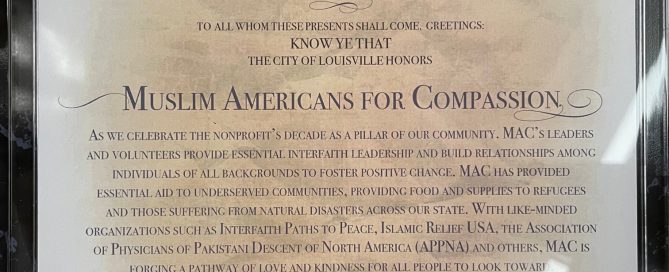 TO ALL WHOM THESE PRESENTS SHALL COME, GREETINGS:
KNOW YE THAT
THE CITY OF LOUISVILLE HONORS
MUSLIM AMERICANS FOR COMPASSION
AS WE CELEBRATE THE NONPROFIT'S DECADE AS A PILLAR OF OUR COMMUNITY. MAC'S LEADERS
AND VOLUNTEERS PROVIDE ESSENTIAL INTERFAITH LEADERSHIP AND BUILD RELATIONSHIPS AMONG
INDIVIDUALS OF ALL BACKGROUNDS TO FOSTER POSITIVE CHANGE. MAC HAS PROVIDED
ESSENTIAL AID TO UNDERSERVED COMMUNITIES, PROVIDING FOOD AND SUPPLIES TO REFUGEES
AND THOSE SUFFERING FROM NATURAL DISASTERS ACROSS OUR STATE. WITH LIKE-MINDED
ORGANIZATIONS SUCH AS INTERFAITH PATHS TO PEACE, ISLAMIC RELIEF USA, THE ASSOCIATION
OF PHYSICIANS OF PAKISTANI DESCENT OF NORTH AMERICA (APPNA) AND OTHERS, MAC IS
FORGING A PATHWAY OF LOVE AND KINDNESS FOR ALL PEOPLE TO LOOK TOWARD